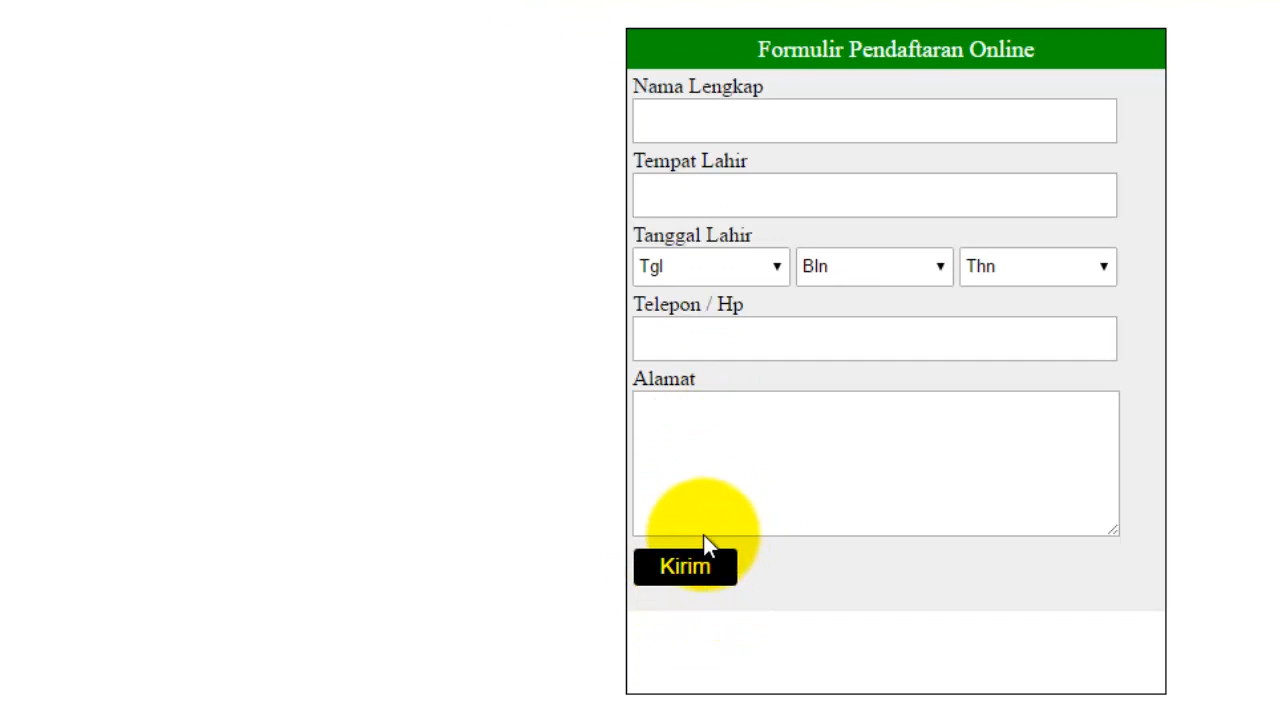 Formulir Pendaftaran Online
Nama Lengkap
Tempat Lahir
Tanggal Lahir
Tgl Bln Thn
Telepon / Hp
Alamat
Kirim